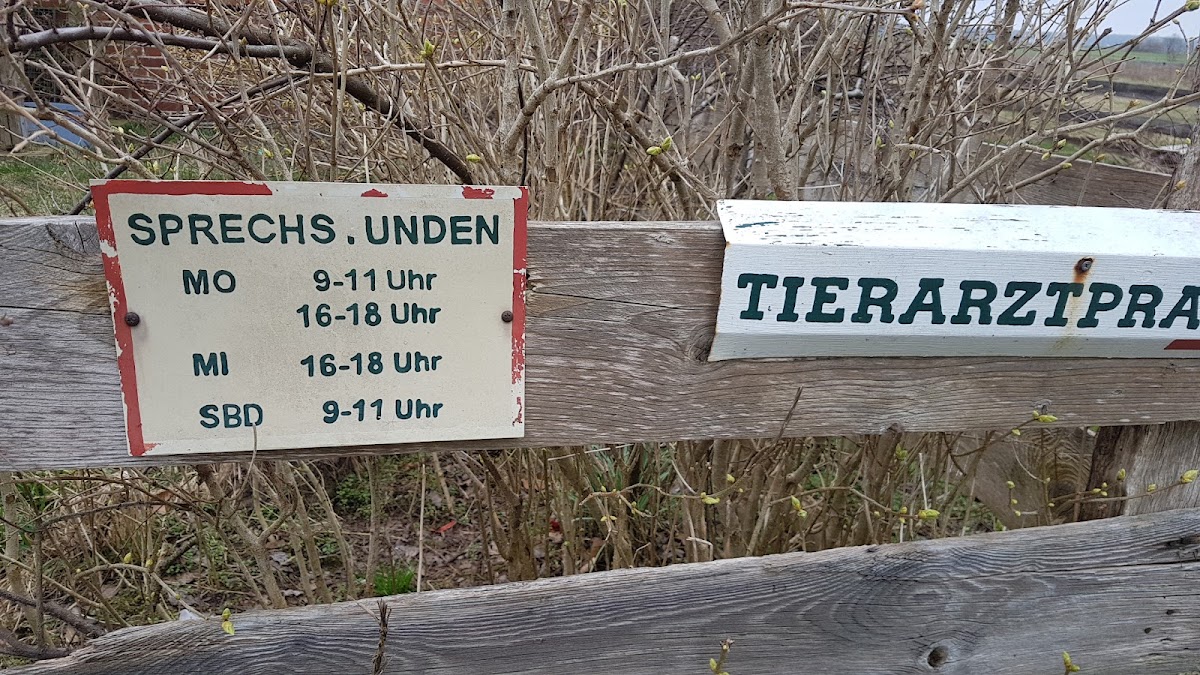 SPRECHS.UNDEN
MO 9-11 Uhr
16-18 Uhr
MI 16-18 Uhr
SBD 9-11 Uhr
TIERARZTPRA